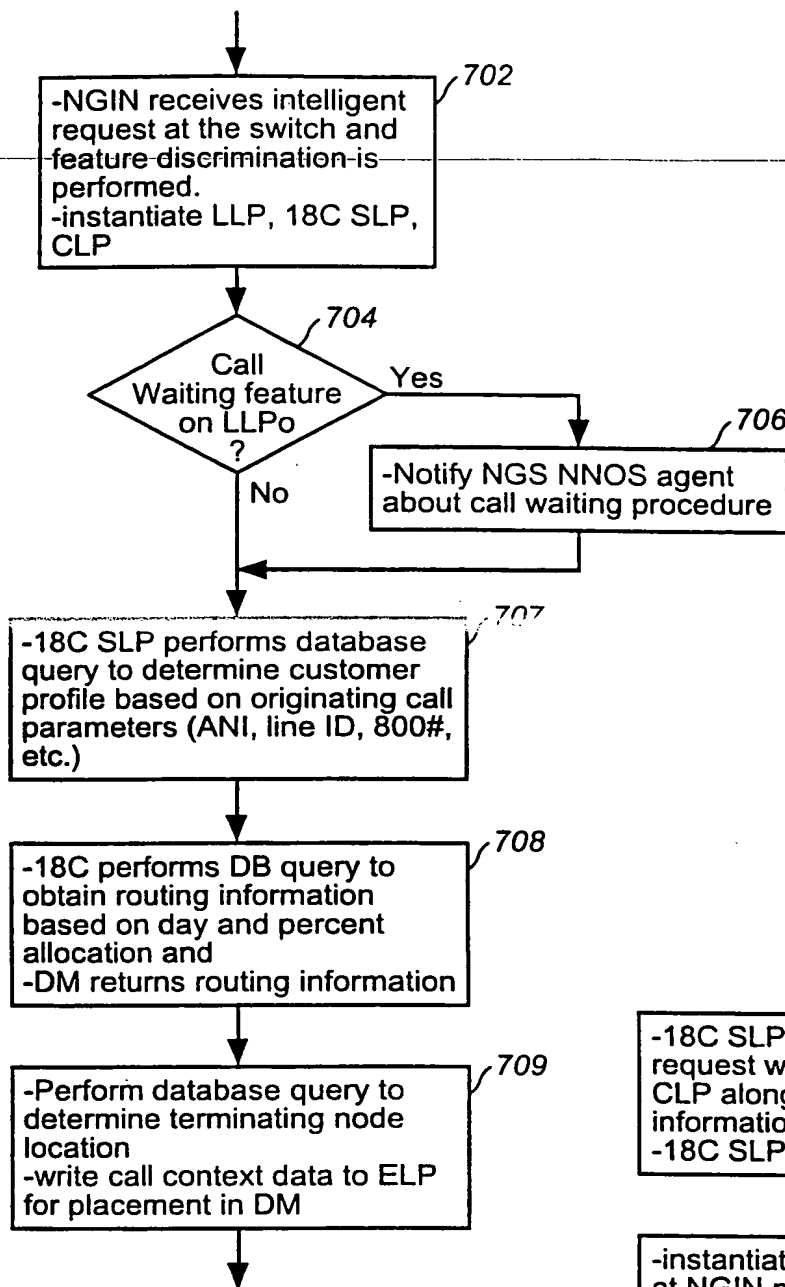 702
-NGIN receives intelligent
request at the switch and
feature discrimination is
performed.
-instantiate LLP, 18C SLP,
CLP
704
Call
Waiting feature
on LLPo
?
Yes
No
706
-Notify NGS NNOS agent
about call waiting procedure
707
-18C SLP performs database
query to determine customer
profile based on originating call
parameters (ANI, line ID, 800#,
etc.)
708
-18C performs DB query to
obtain routing information
based on day and percent
allocation and
-DM returns routing information
709
-Perform database query to
determine terminating node
location
-write call context data to ELP
for placement in DM
-18C SLP
request
CLP
-18C SLP